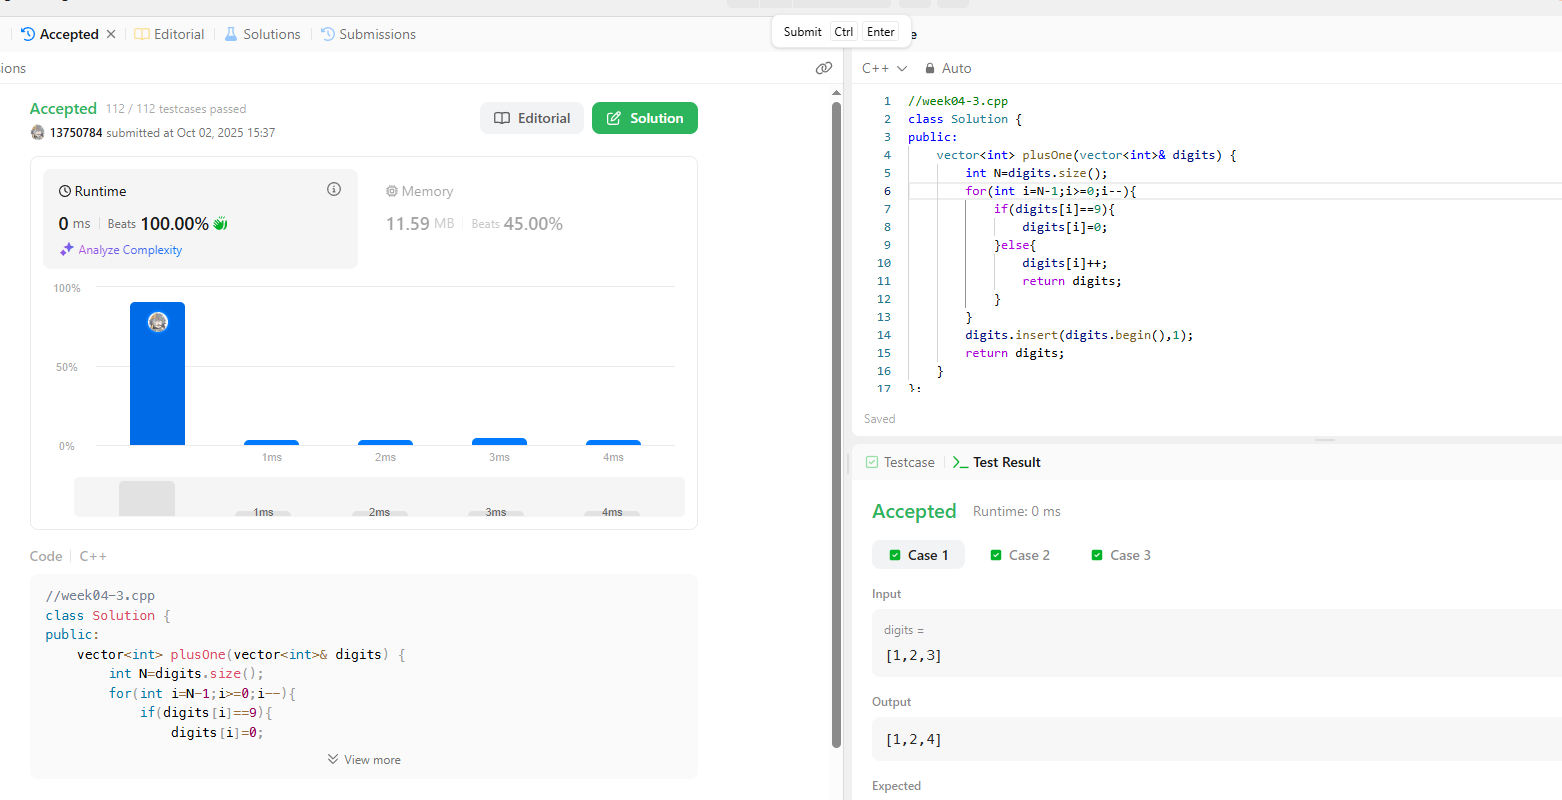 Accepted
Editorial
Solutions
Submissions
Submit Ctrl Enter
C++
Auto
Accepted 112 / 112 testcases passed
13750784 submitted at Oct 02, 2025 15:37
Editorial
Solution
Runtime
0 ms Beats 100.00%
Analyze Complexity
Memory
11.59 MB Beats 45.00%
100%
50%
0%
1ms 2ms 3ms 4ms
1ms 2ms 3ms 4ms
Code C++
//week04-3.cpp
class Solution {
public:
    vector<int> plusOne(vector<int>& digits) {
        int N=digits.size();
        for(int i=N-1;i>=0;i--){
            if(digits[i]==9){
                digits[i]=0;
View more
1 //week04-3.cpp
2 class Solution {
3 public:
4     vector<int> plusOne(vector<int>& digits) {
5         int N=digits.size();
6         for(int i=N-1;i>=0;i--){
7             if(digits[i]==9){
8                 digits[i]=0;
9             }else{
10                 digits[i]++;
11                 return digits;
12             }
13         }
14         digits.insert(digits.begin(),1);
15         return digits;
16     }
17 };
Saved
Testcase
Test Result
Accepted Runtime: 0 ms
Case 1
Case 2
Case 3
Input
digits =
[1,2,3]
Output
[1,2,4]
Expected